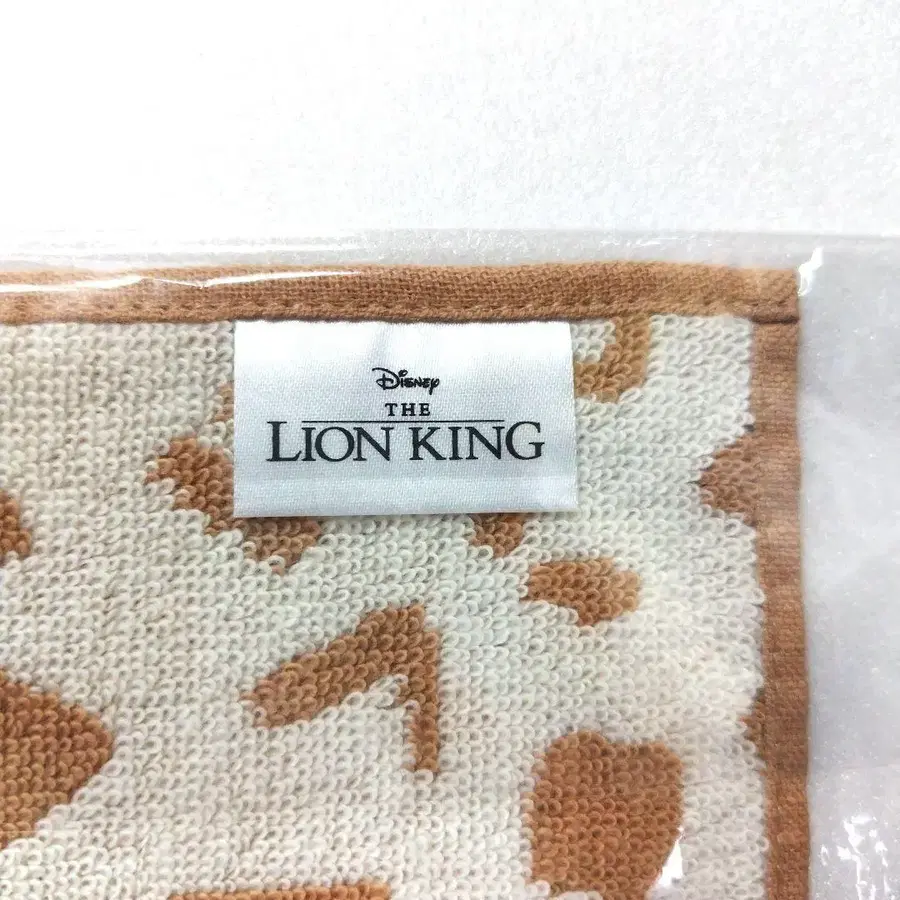 Disney
THE
LION KING